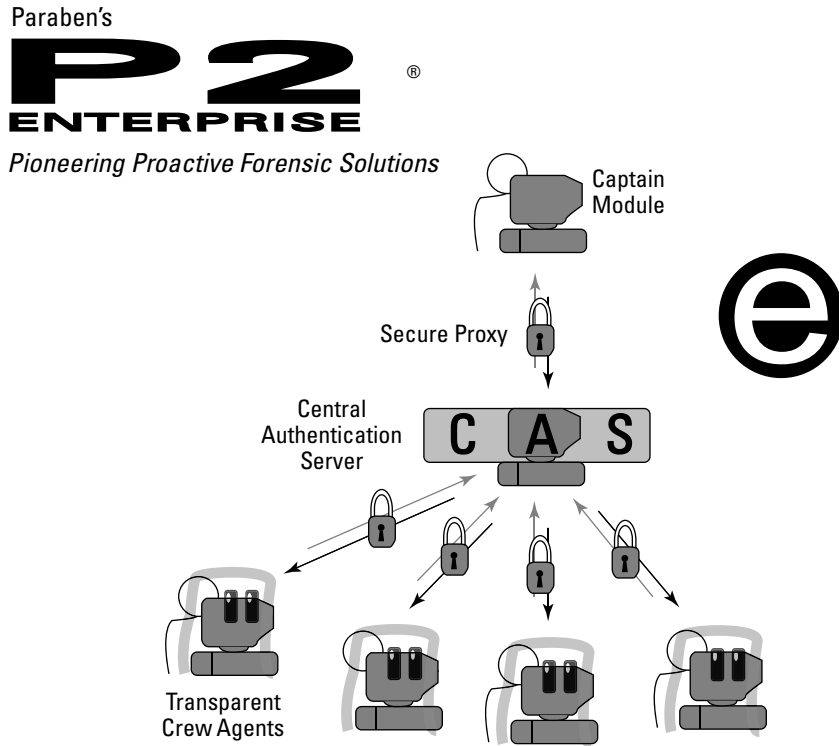 Paraben's
P2
®
ENTERPRISE
Pioneering Proactive Forensic Solutions
Captain
Module
e
Secure Proxy
Central
Authentication
Server
C A S
Transparent
Crew Agents